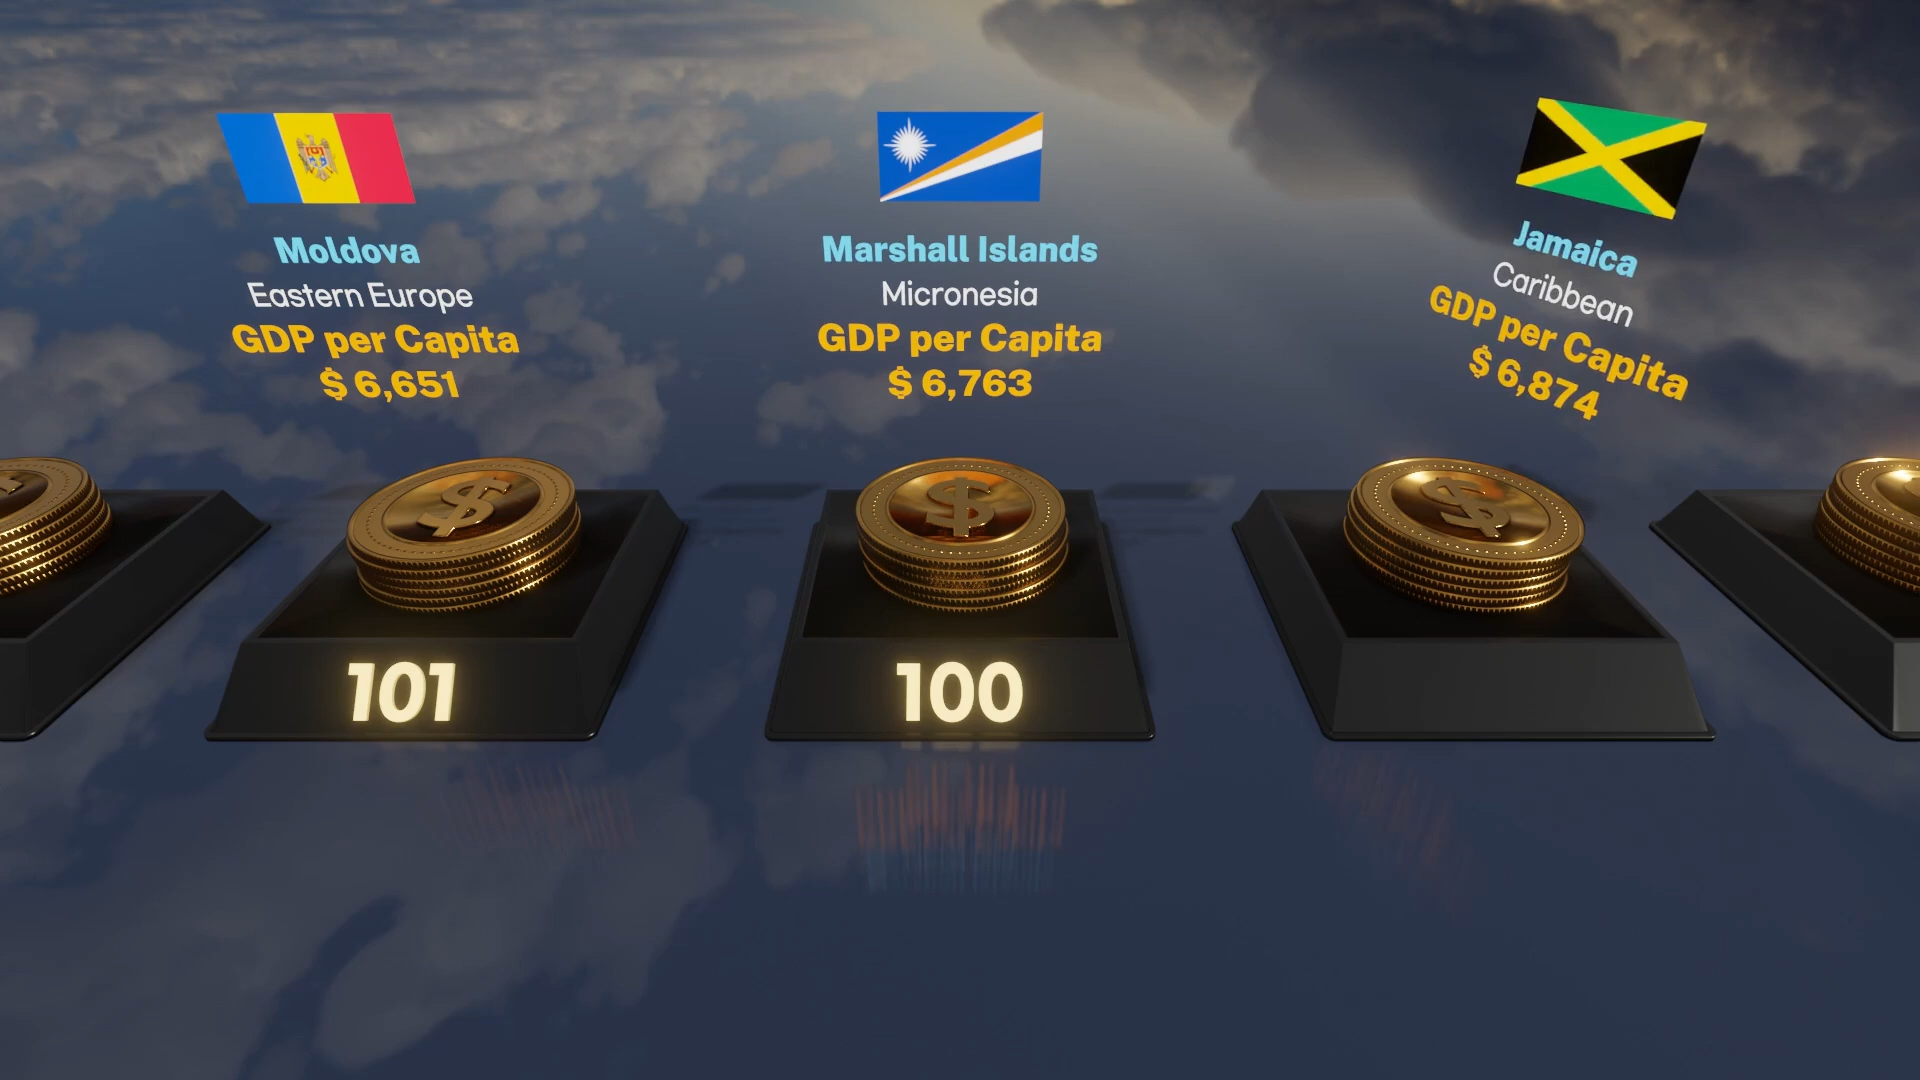 Moldova
Eastern Europe
GDP per Capita
$ 6,651
101
Marshall Islands
Micronesia
GDP per Capita
$ 6,763
100
Jamaica
Caribbean
GDP per Capita
$ 6,874